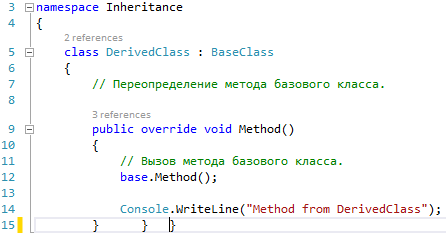 3 namespace Inheritance
4 {
2 references
5 class DerivedClass : BaseClass
6 {
7 // Переопределение метода базового класса.
8
3 references
9 public override void Method()
10 {
11 // Вызов метода базового класса.
12 base.Method();
13
14 Console.WriteLine("Method from DerivedClass");
15 } } }